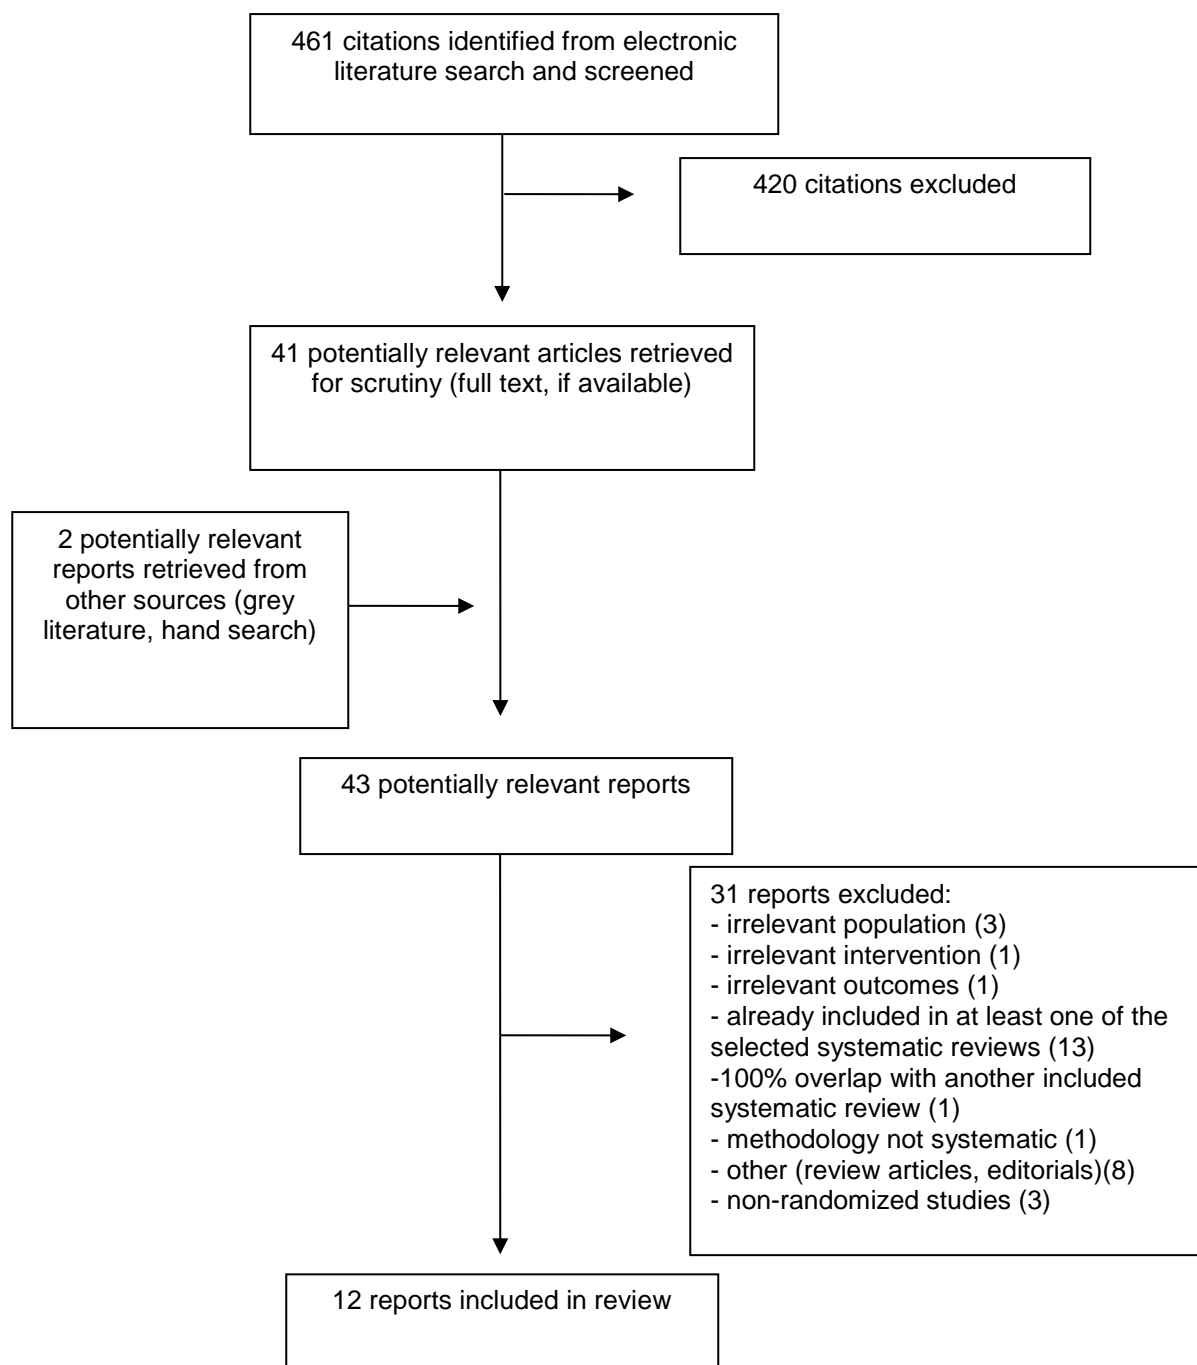 461 citations identified from electronic
literature search and screened
420 citations excluded
41 potentially relevant articles retrieved
for scrutiny (full text, if available)
2 potentially relevant
reports retrieved from
other sources (grey
literature, hand search)
43 potentially relevant reports
31 reports excluded:
- irrelevant population (3)
- irrelevant intervention (1)
- irrelevant outcomes (1)
- already included in at least one of the
selected systematic reviews (13)
-100% overlap with another included
systematic review (1)
- methodology not systematic (1)
- other (review articles, editorials)(8)
- non-randomized studies (3)
12 reports included in review